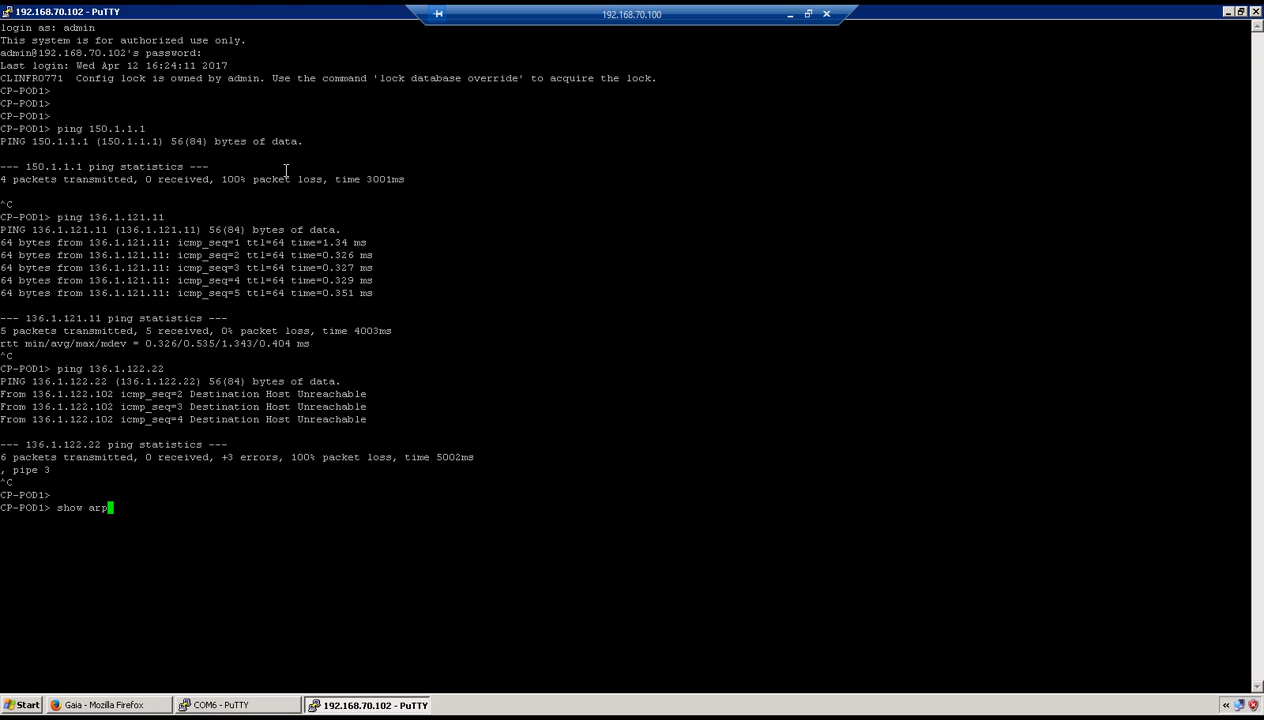 192.168.70.102 - PuTTY
192.168.70.100
login as: admin
This system is for authorized use only.
admin@192.168.70.102's password:
Last login: Wed Apr 12 16:24:11 2017
CLINFR0771  Config lock is owned by admin. Use the command 'lock database override' to acquire the lock.
CP-POD1>
CP-POD1>
CP-POD1>
CP-POD1> ping 150.1.1.1
PING 150.1.1.1 (150.1.1.1) 56(84) bytes of data.
--- 150.1.1.1 ping statistics ---
4 packets transmitted, 0 received, 100% packet loss, time 3001ms
^C
CP-POD1> ping 136.1.121.11
PING 136.1.121.11 (136.1.121.11) 56(84) bytes of data.
64 bytes from 136.1.121.11: icmp_seq=1 ttl=64 time=1.34 ms
64 bytes from 136.1.121.11: icmp_seq=2 ttl=64 time=0.326 ms
64 bytes from 136.1.121.11: icmp_seq=3 ttl=64 time=0.327 ms
64 bytes from 136.1.121.11: icmp_seq=4 ttl=64 time=0.329 ms
64 bytes from 136.1.121.11: icmp_seq=5 ttl=64 time=0.351 ms
--- 136.1.121.11 ping statistics ---
5 packets transmitted, 5 received, 0% packet loss, time 4003ms
rtt min/avg/max/mdev = 0.326/0.535/1.343/0.404 ms
^C
CP-POD1> ping 136.1.122.22
PING 136.1.122.22 (136.1.122.22) 56(84) bytes of data.
From 136.1.122.102 icmp_seq=2 Destination Host Unreachable
From 136.1.122.102 icmp_seq=3 Destination Host Unreachable
From 136.1.122.102 icmp_seq=4 Destination Host Unreachable
--- 136.1.122.22 ping statistics ---
6 packets transmitted, 0 received, +3 errors, 100% packet loss, time 5002ms
, pipe 3
^C
CP-POD1>
CP-POD1> show arp
Start
Gaia - Mozilla Firefox
COM6 - PuTTY
192.168.70.102 - PuTTY